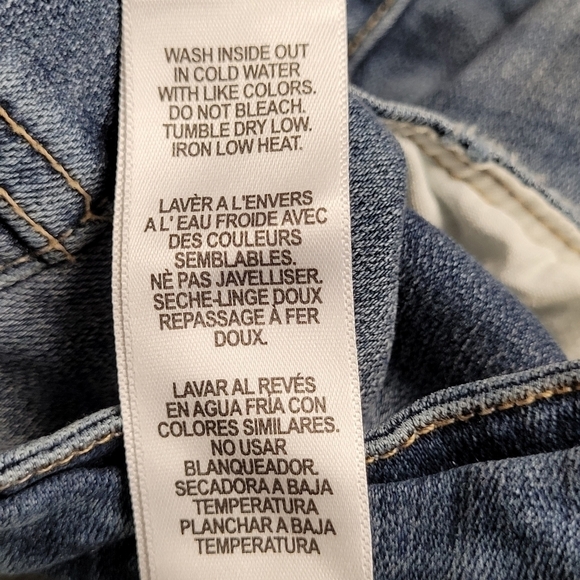 WASH INSIDE OUT
IN COLD WATER
WITH LIKE COLORS.
DO NOT BLEACH.
TUMBLE DRY LOW.
IRON LOW HEAT.
LAVÈR A L'ENVERS
A L' EAU FROIDE AVEC
DES COULEURS
SEMBLABLES.
NÈ PAS JAVELLISER.
SECHE-LINGE DOUX
REPASSAGE À FER
DOUX.
LAVAR AL REVÉS
EN AGUA FRÍA CON
COLORES SIMILARES.
NO USAR
BLANQUEADOR.
SECADORA A BAJA
TEMPERATURA
PLANCHAR A BAJA
TEMPERATURA